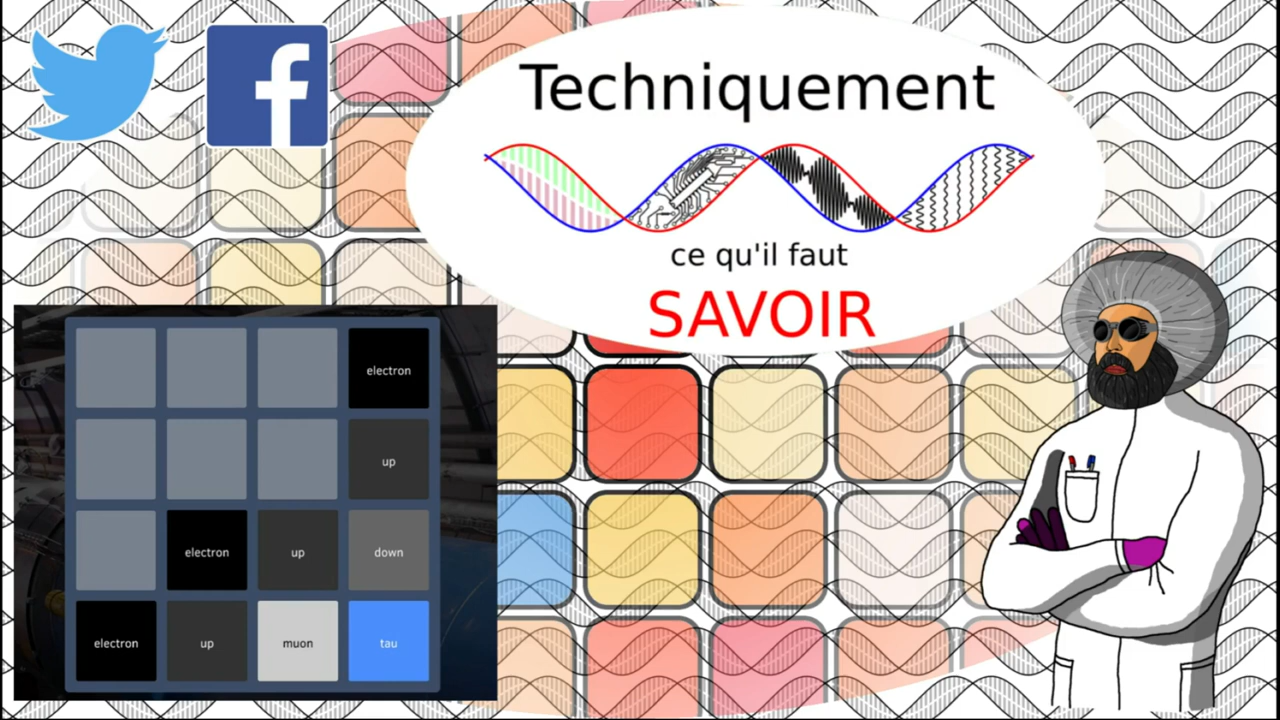 Techniquement
ce qu'il faut
SAVOIR
electron
up
electron up down
electron up muon tau